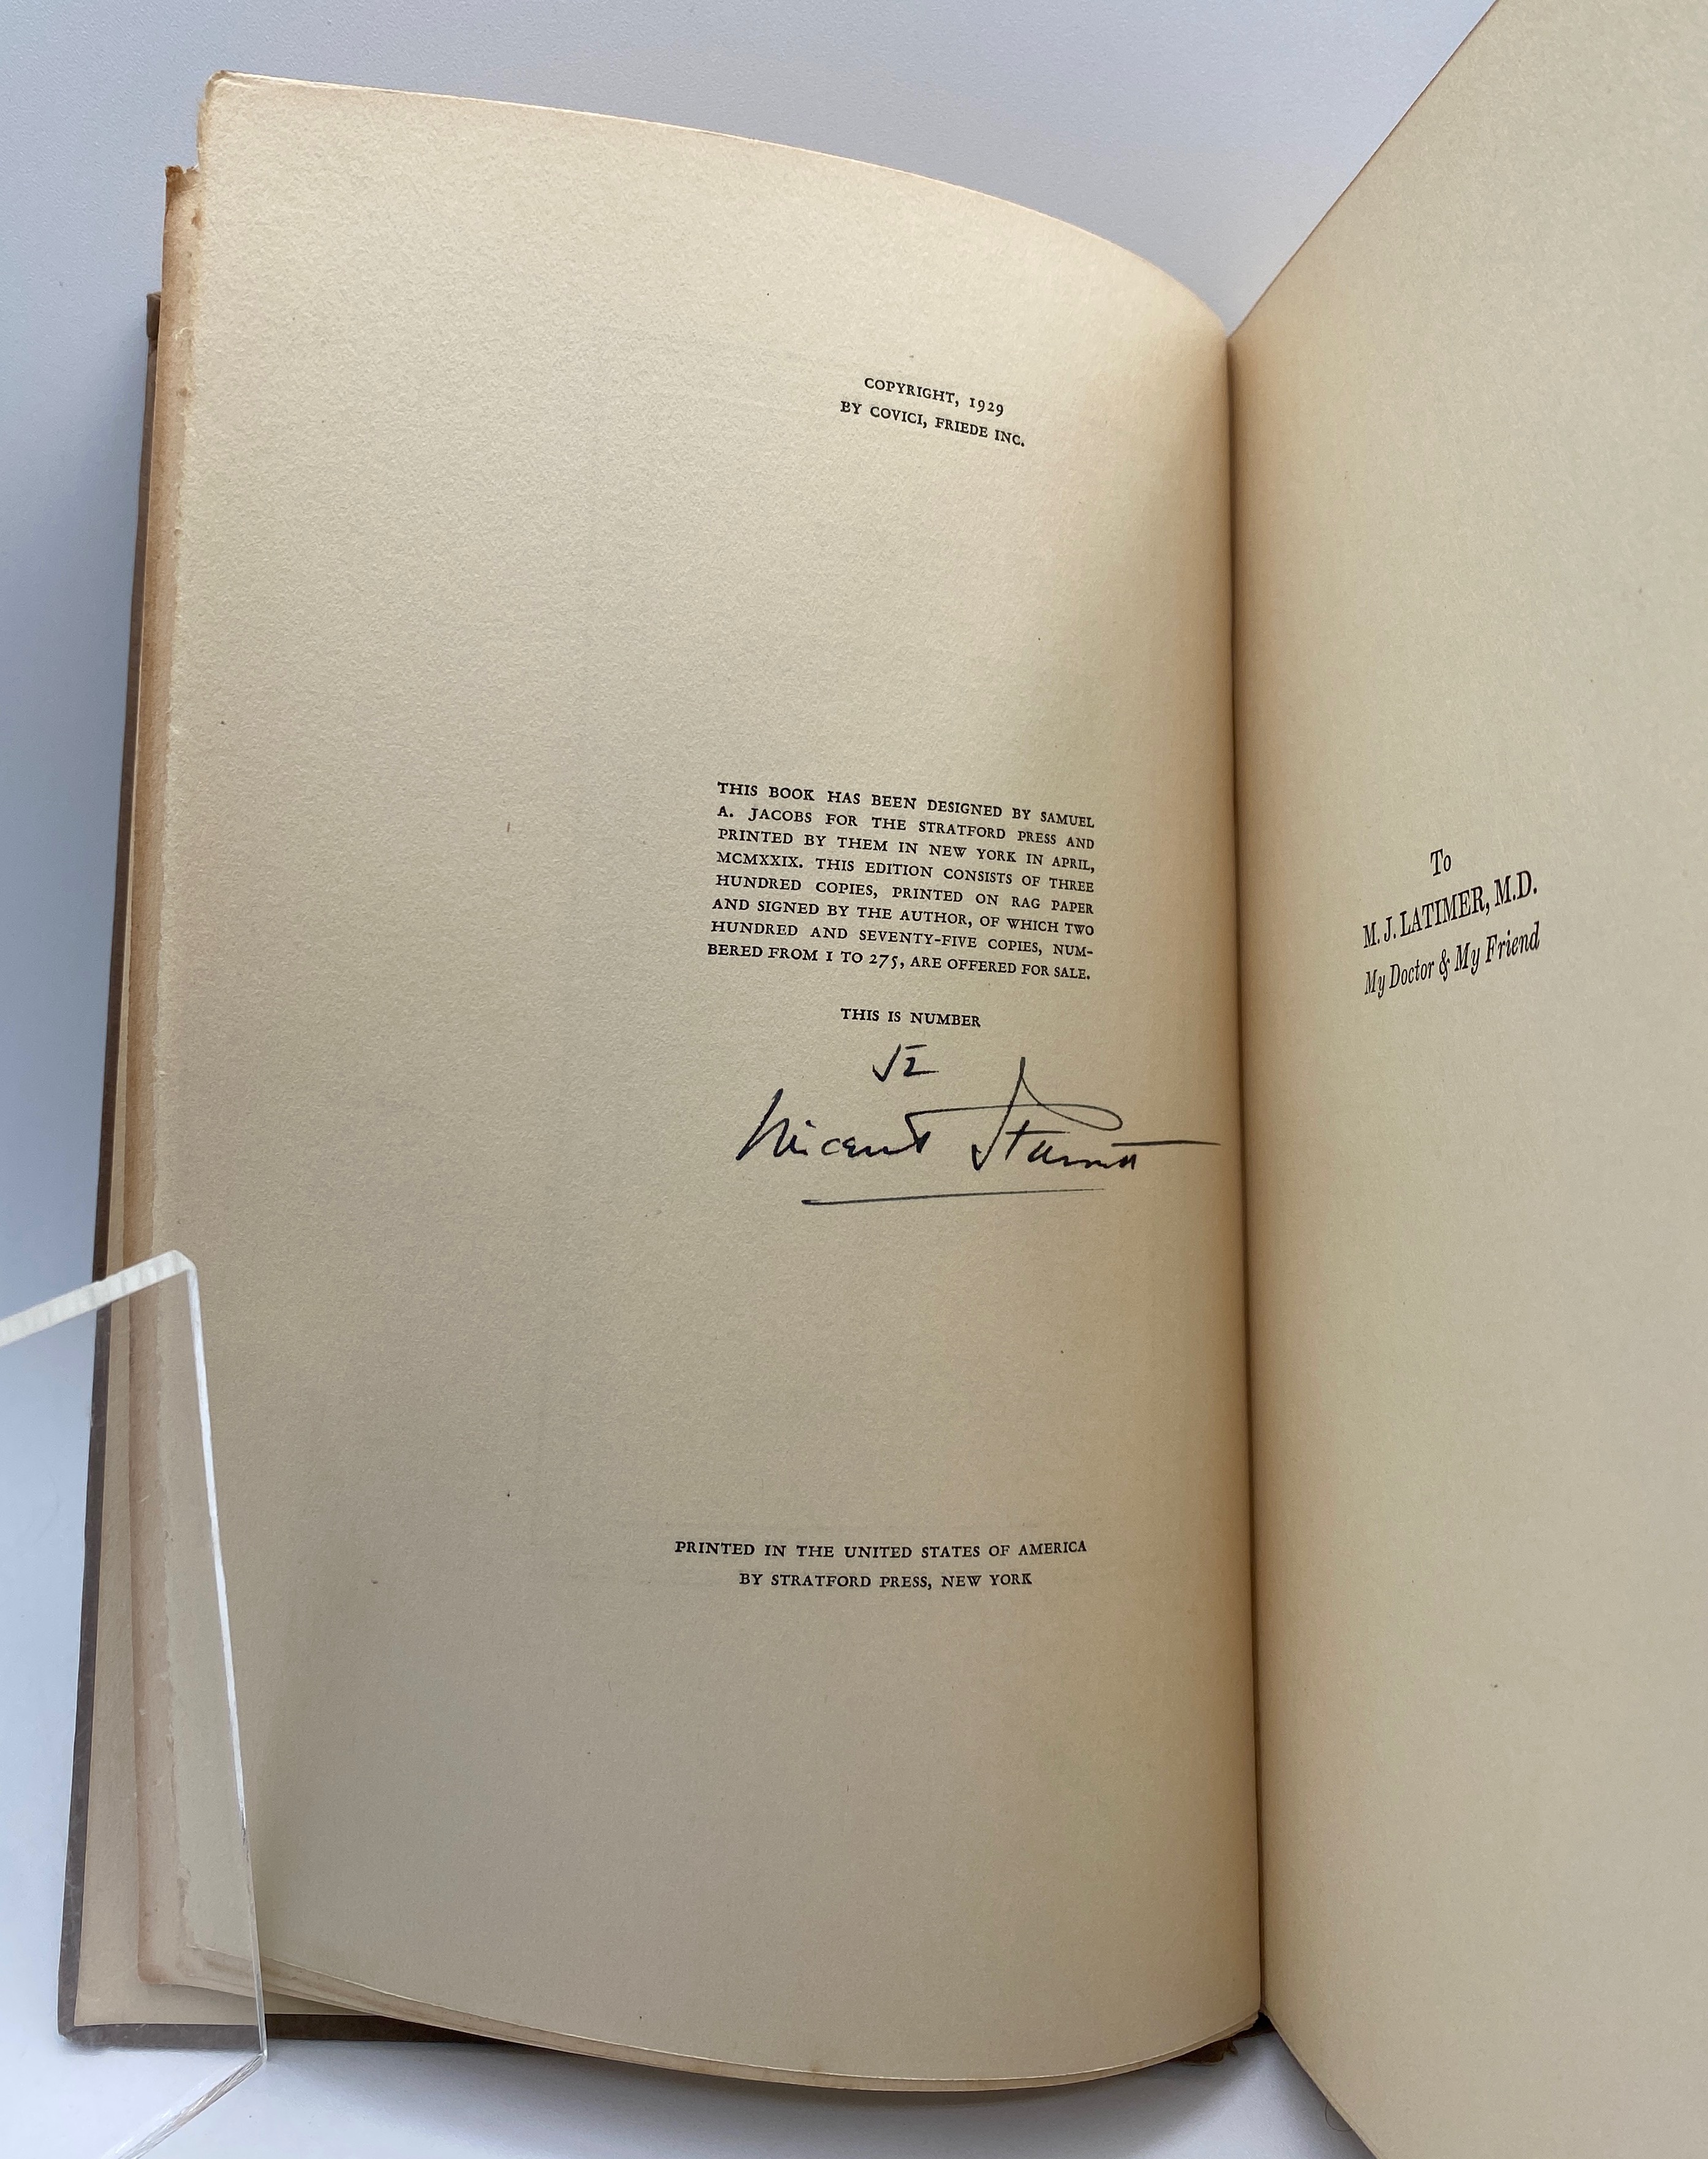 COPYRIGHT, 1929
BY COVICI, FRIEDE INC.
THIS BOOK HAS BEEN DESIGNED BY SAMUEL
A. JACOBS FOR THE STRATFORD PRESS AND
PRINTED BY THEM IN NEW YORK IN APRIL,
MCMXXIX. THIS EDITION CONSISTS OF THREE
HUNDRED COPIES, PRINTED ON RAG PAPER
AND SIGNED BY THE AUTHOR, OF WHICH TWO
HUNDRED AND SEVENTY-FIVE COPIES, NUM-
BERED FROM 1 TO 275, ARE OFFERED FOR SALE.
THIS IS NUMBER
52
Vincent Starrett
PRINTED IN THE UNITED STATES OF AMERICA
BY STRATFORD PRESS, NEW YORK
To
M. J. LATIMER, M.D.
My Doctor & My Friend